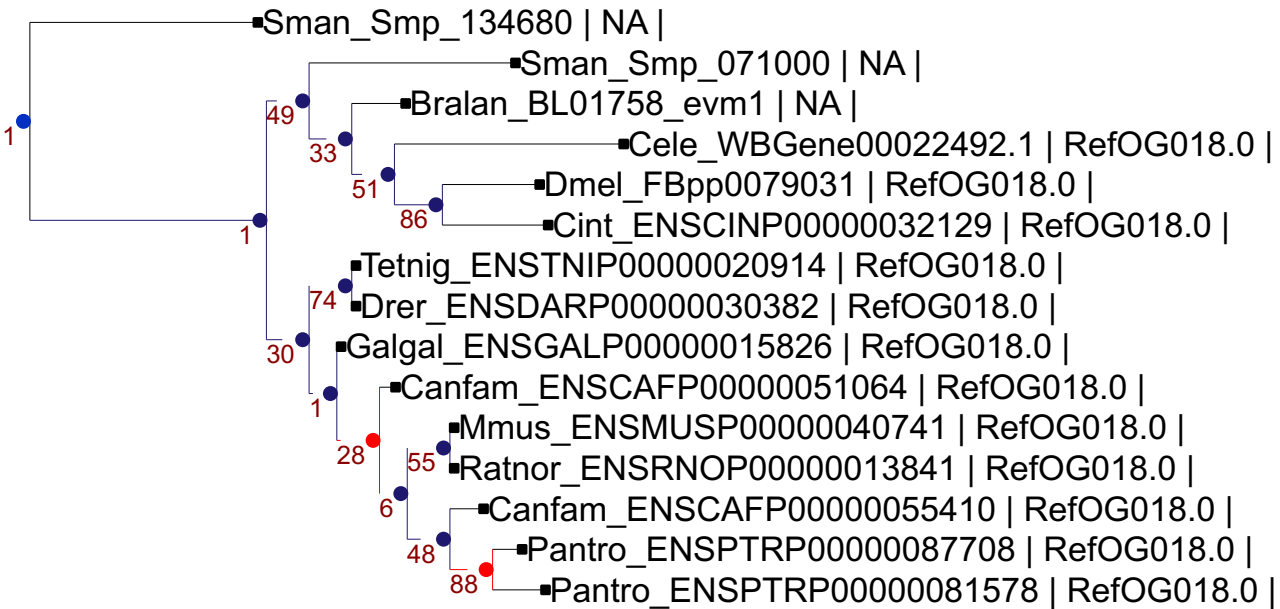 Sman_Smp_134680 | NA |
Sman_Smp_071000 | NA |
49
Bralan_BL01758_evm1 | NA |
1
33
Cele_WBGene00022492.1 | RefOG018.0 |
51
Dmel_FBpp0079031 | RefOG018.0 |
86
Cint_ENSCINP00000032129 | RefOG018.0 |
1
Tetnig_ENSTNIP00000020914 | RefOG018.0 |
74
Drer_ENSDARP00000030382 | RefOG018.0 |
30
Galgal_ENSGALP00000015826 | RefOG018.0 |
Canfam_ENSCAFP00000051064 | RefOG018.0 |
1
Mmus_ENSMUSP00000040741 | RefOG018.0 |
28
55
Ratnor_ENSRNOP00000013841 | RefOG018.0 |
6
Canfam_ENSCAFP00000055410 | RefOG018.0 |
48
Pantro_ENSPTRP00000087708 | RefOG018.0 |
88
Pantro_ENSPTRP00000081578 | RefOG018.0 |